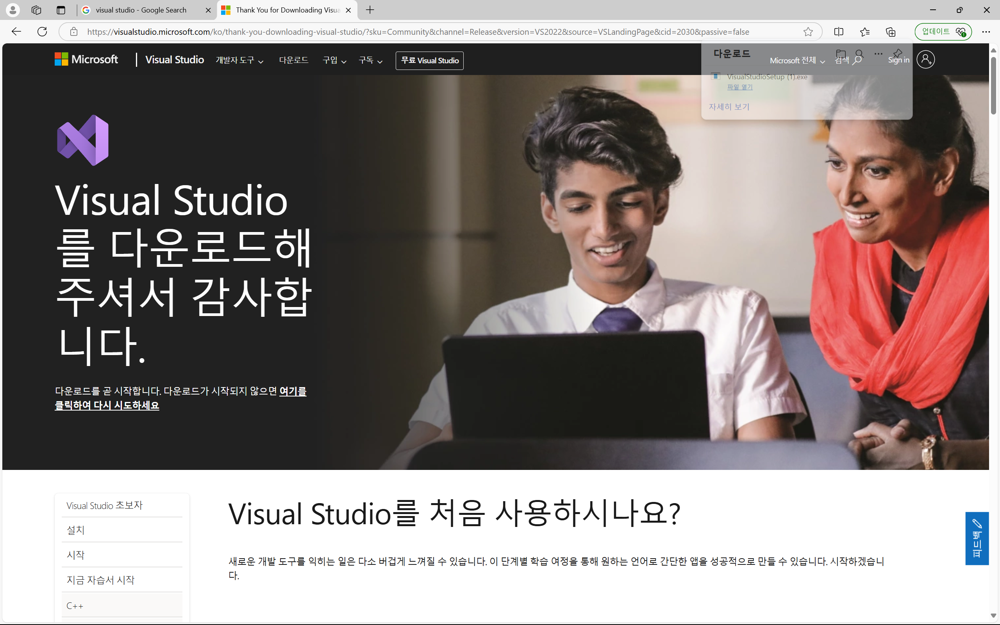 visual studio - Google Search
Thank You for Downloading Visua
https://visualstudio.microsoft.com/ko/thank-you-downloading-visual-studio/?sku=Community&channel=Release&version=VS2022&source=VSLandingPage&cid=2030&passive=false
업데이트
Microsoft
Visual Studio
개발자 도구
다운로드
구입
구독
무료 Visual Studio
Microsoft 전체
검색
Sign in
다운로드
VisualStudioSetup (1).exe
파일 열기
자세히 보기
Visual Studio
를 다운로드해
주셔서 감사합
니다.
다운로드를 곧 시작합니다. 다운로드가 시작되지 않으면 여기를
클릭하여 다시 시도하세요
Visual Studio 초보자
설치
시작
지금 자습서 시작
C++
Visual Studio를 처음 사용하시나요?
새로운 개발 도구를 익히는 일은 다소 버겁게 느껴질 수 있습니다. 이 단계별 학습 여정을 통해 원하는 언어로 간단한 앱을 성공적으로 만들 수 있습니다. 시작하겠습니
다.
피드백